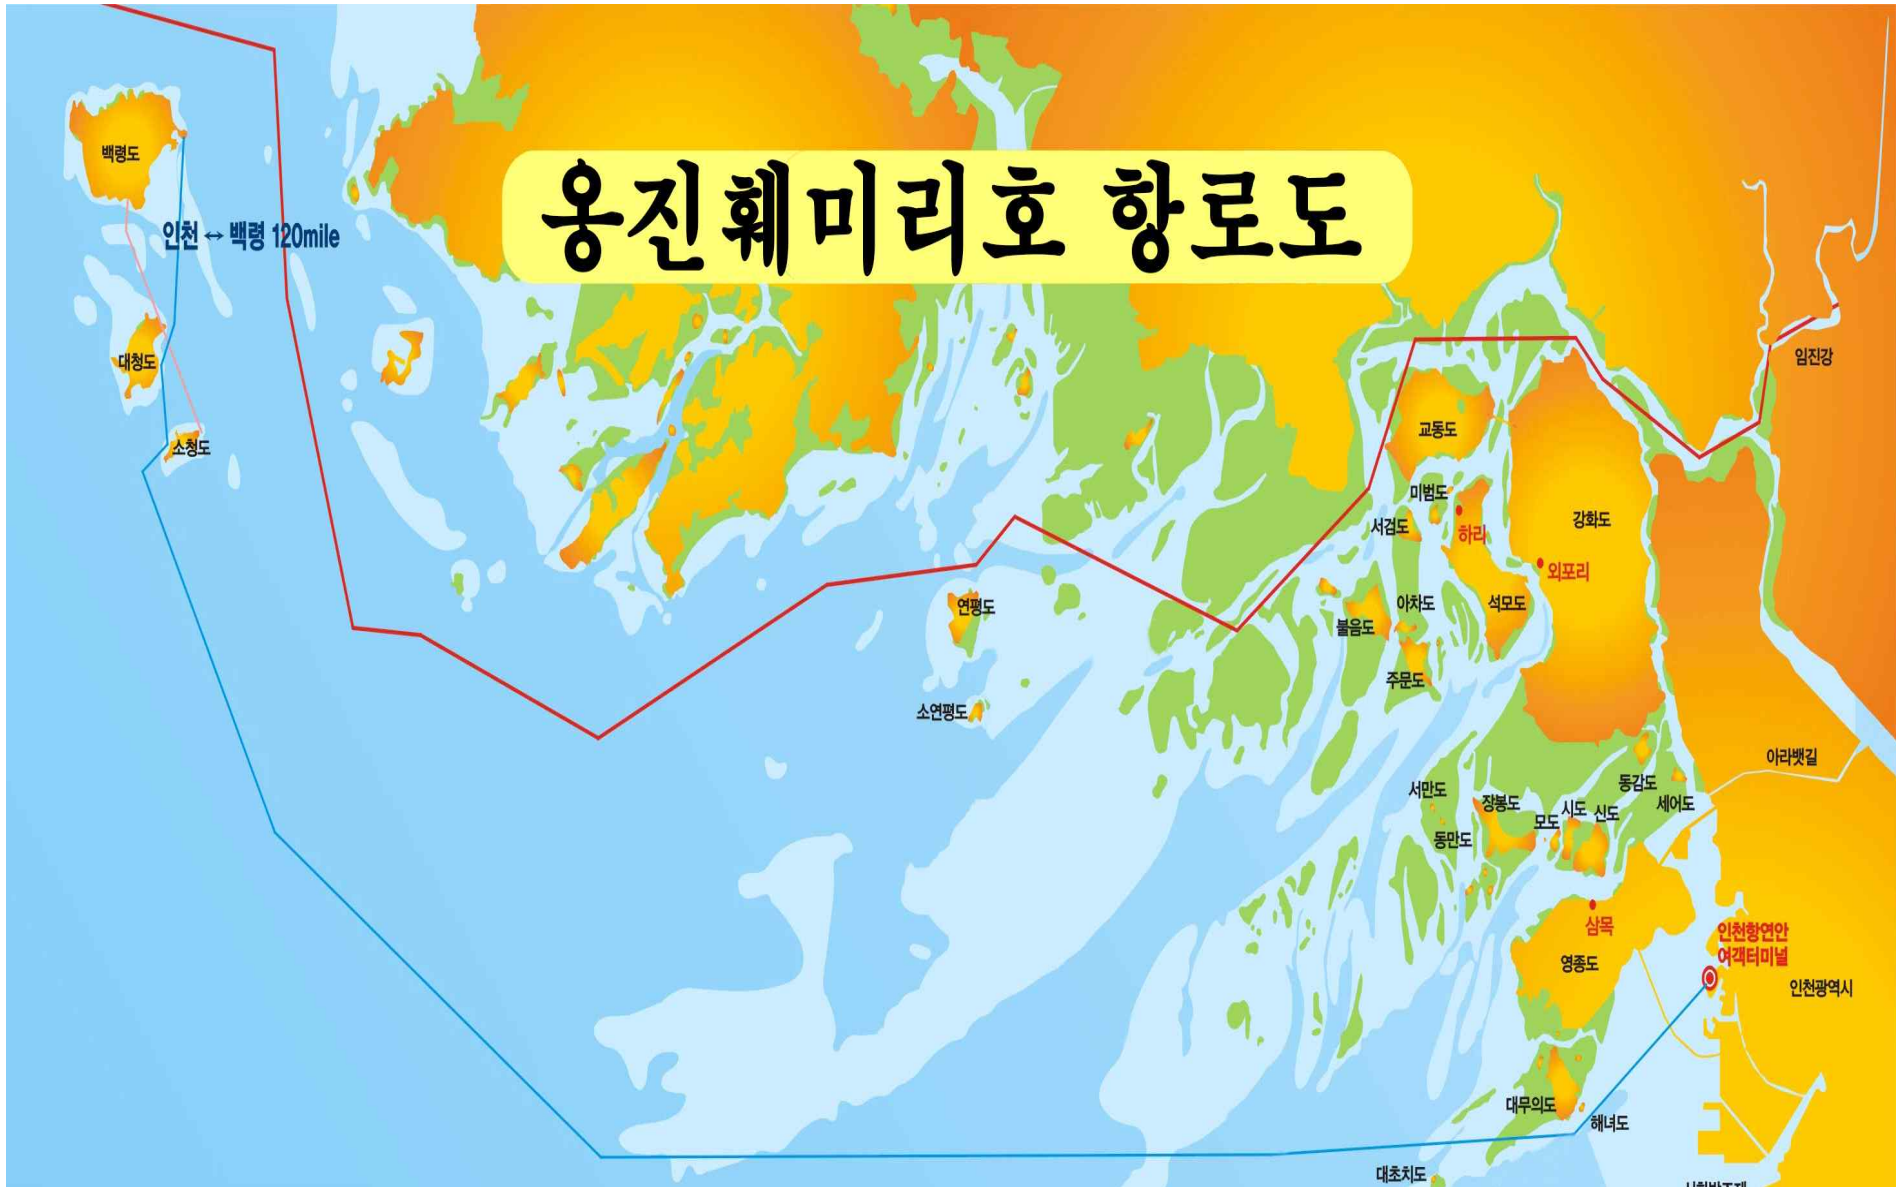 옹진훼미리호 항로도
백령도
인천 ↔ 백령 120mile
대청도
소청도
임진강
교동도
미법도
서검도
하리
강화도
외포리
연평도
아차도
석모도
볼음도
주문도
소연평도
아라뱃길
서만도
장봉도
시도
신도
동검도
세어도
모도
동만도
삼목
인천항연안
여객터미널
영종도
인천광역시
대무의도
해녀도
대초치도